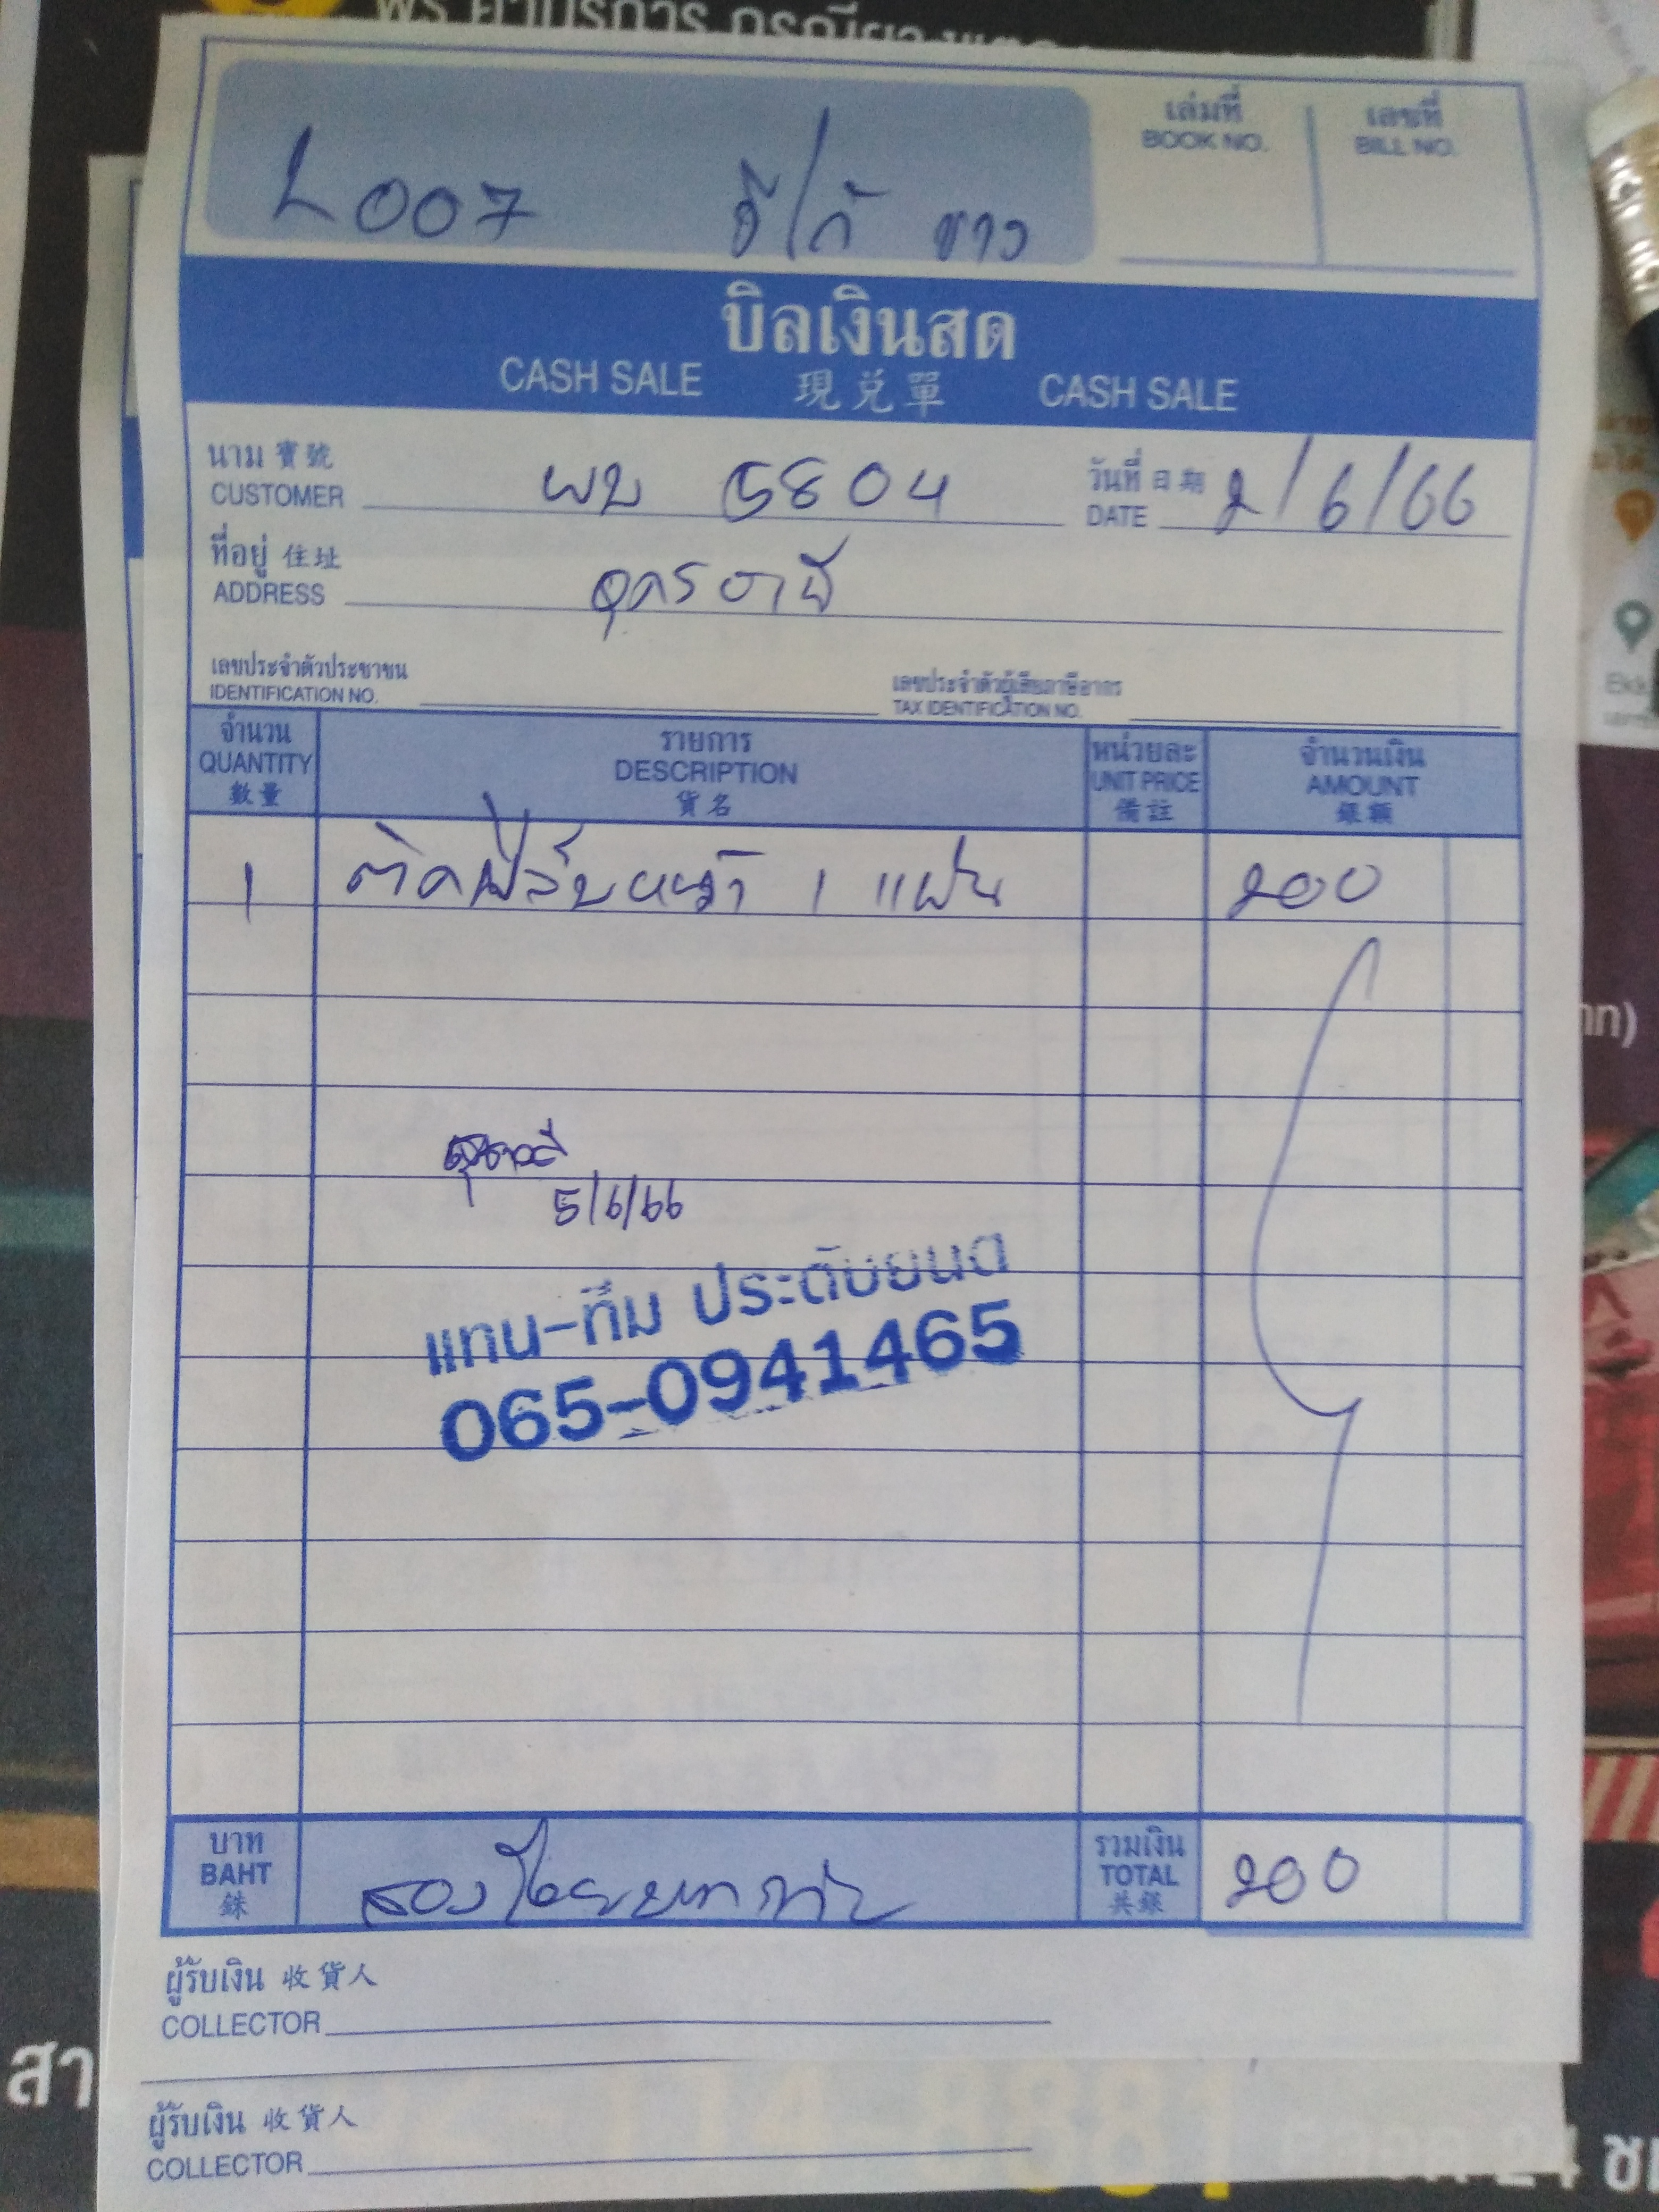 L007 วีโก้ ขาว
เล่มที่ เลขที่
BOOK NO. BILL NO.
บิลเงินสด
CASH SALE 現兑單 CASH SALE
นาม 寶號
CUSTOMER ผบ 5804
วันที่ 日期
DATE 2/6/66
ที่อยู่ 住址
ADDRESS อุดรธานี
เลขประจำตัวประชาชน
IDENTIFICATION NO.
เลขประจำตัวผู้เสียภาษีอากร
TAX IDENTIFICATION NO.
จำนวน รายการ หน่วยละ จำนวนเงิน
QUANTITY DESCRIPTION UNIT PRICE AMOUNT
數量 貨名 備註 銀額
1 ติดฟิล์มหน้า 1 แผ่น 200
5/6/66
แทน-ทีม ประดับยนต์
065-0941465
บาท
BAHT
銖
สองร้อยบาทถ้วน
รวมเงิน
TOTAL
共銀
200
ผู้รับเงิน 收貨人
COLLECTOR
ผู้รับเงิน 收貨人
COLLECTOR